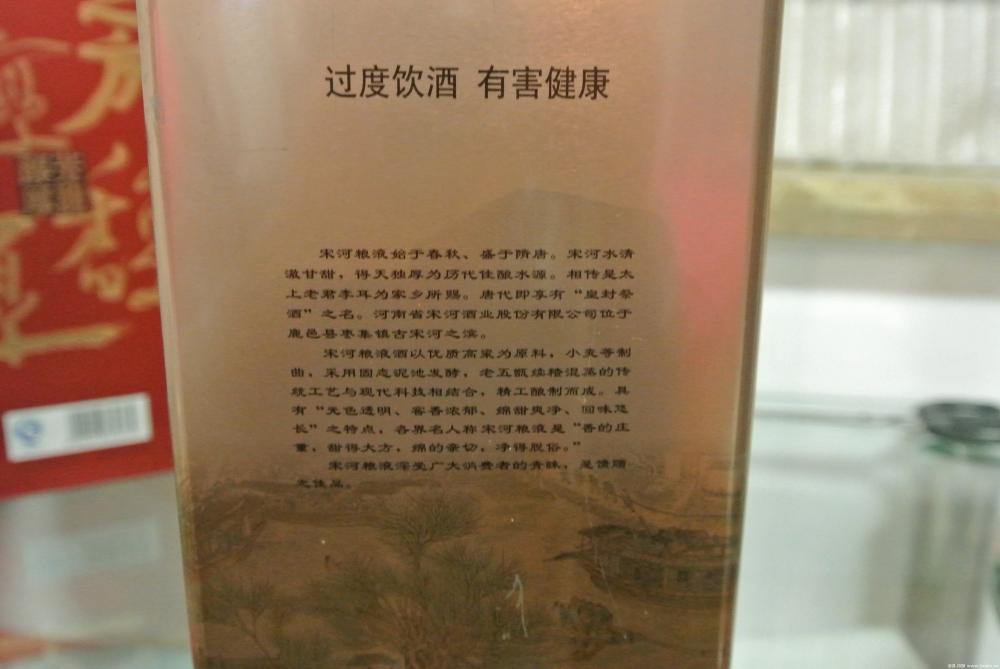 过度饮酒 有害健康
宋河粮液始于春秋、盛于隋唐。宋河水清
澈甘甜，得天独厚为历代佳酿水源。相传是太
上老君李耳为家乡所赐。唐代即享有“皇封祭
酒”之名。河南省宋河酒业股份有限公司位于
鹿邑县枣集镇古宋河之滨。
宋河粮液酒以优质高粱为原料，小麦等制
曲，采用固态泥池发酵，老五甑续糟混蒸的传
统工艺与现代科技相结合，精工酿制而成。具
有“无色透明、窖香浓郁、绵甜爽净、回味悠
长”之特点，各界名人称宋河粮液是“香的庄
重，甜得大方，绵的亲切，净得脱俗。”
宋河粮液深受广大消费者的青睐，是馈赠
之佳品。